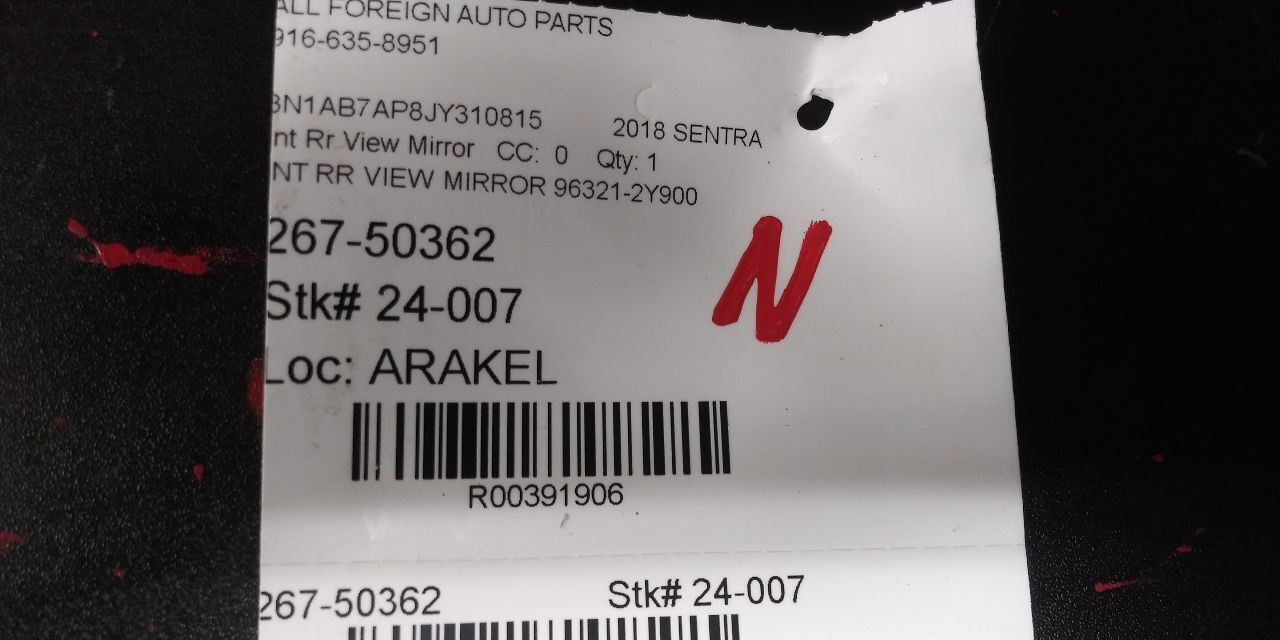 ALL FOREIGN AUTO PARTS
916-635-8951
3N1AB7AP8JY310815 2018 SENTRA
nt Rr View Mirror CC: 0 Qty: 1
NT RR VIEW MIRROR 96321-2Y900
267-50362
N
Stk# 24-007
Loc: ARAKEL
R00391906
267-50362 Stk# 24-007